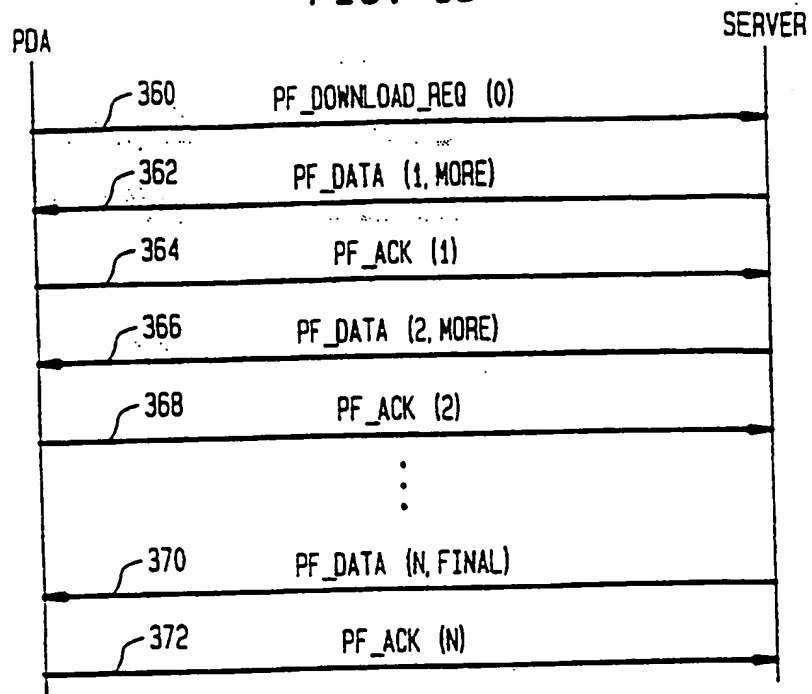 PDA
SERVER
360 PF_DOWNLOAD_REQ (0)
362 PF_DATA (1, MORE)
364 PF_ACK (1)
366 PF_DATA (2, MORE)
368 PF_ACK (2)
370 PF_DATA (N, FINAL)
372 PF_ACK (N)